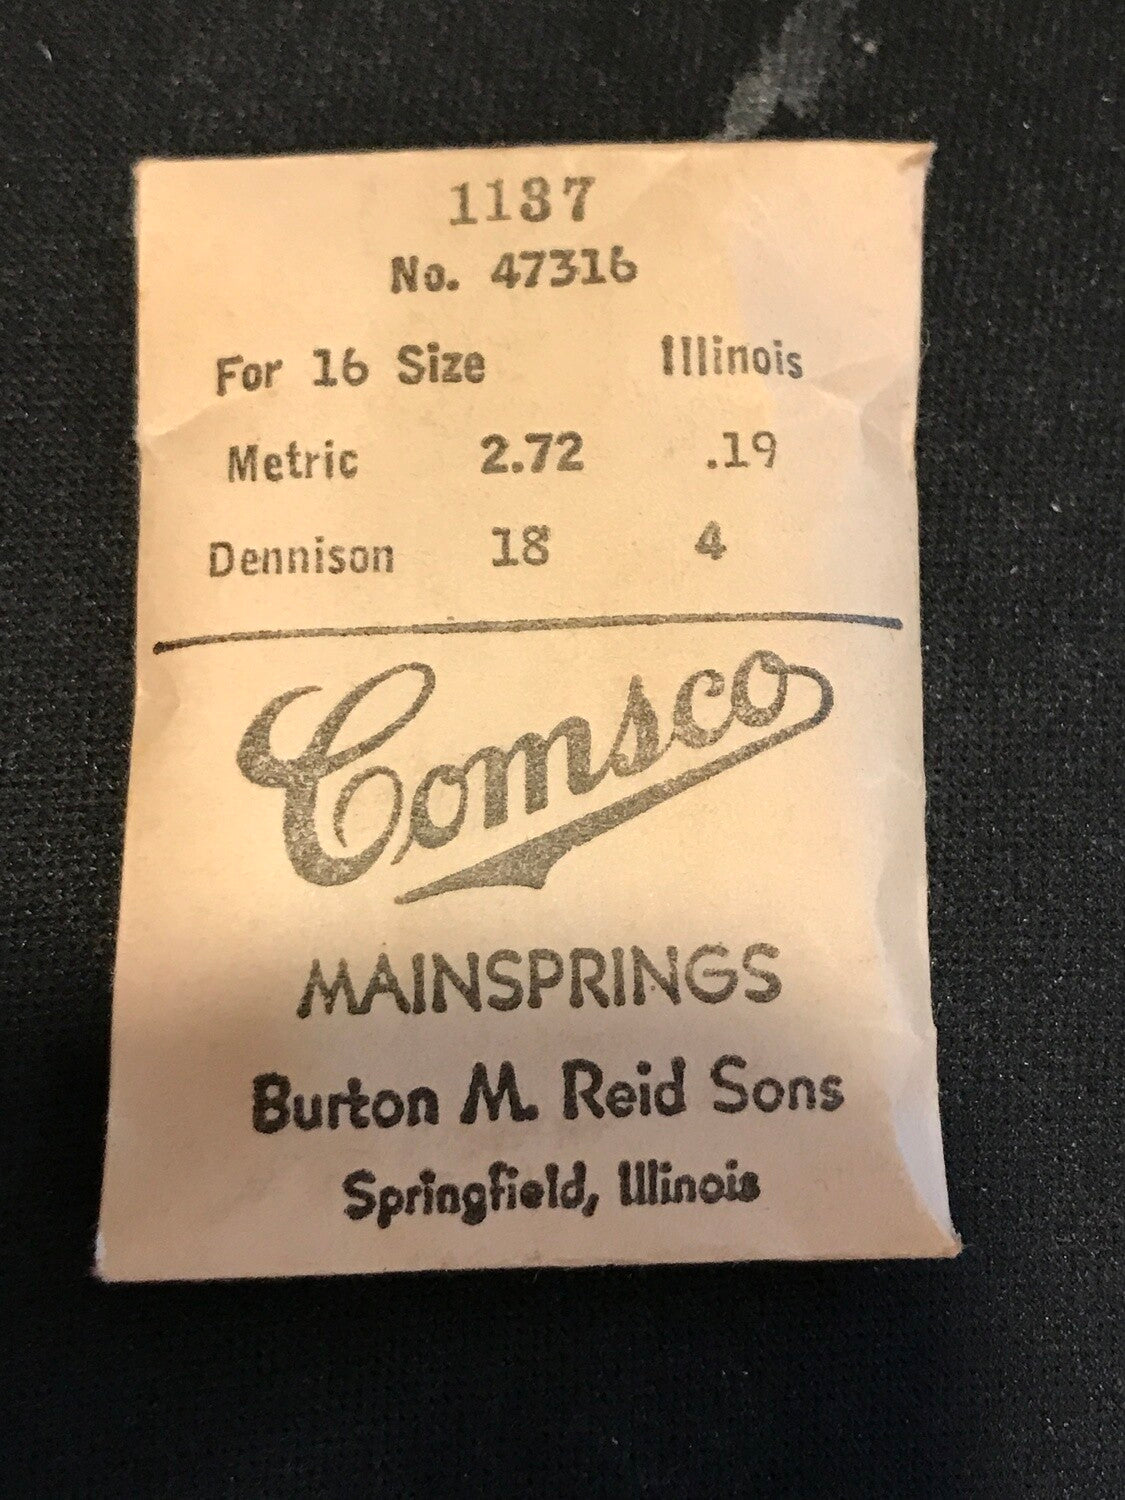 1137
No. 47316
For 16 Size Illinois
Metric 2.72 .19
Dennison 18 4
Comsco
MAINSPRINGS
Burton M. Reid Sons
Springfield, Illinois